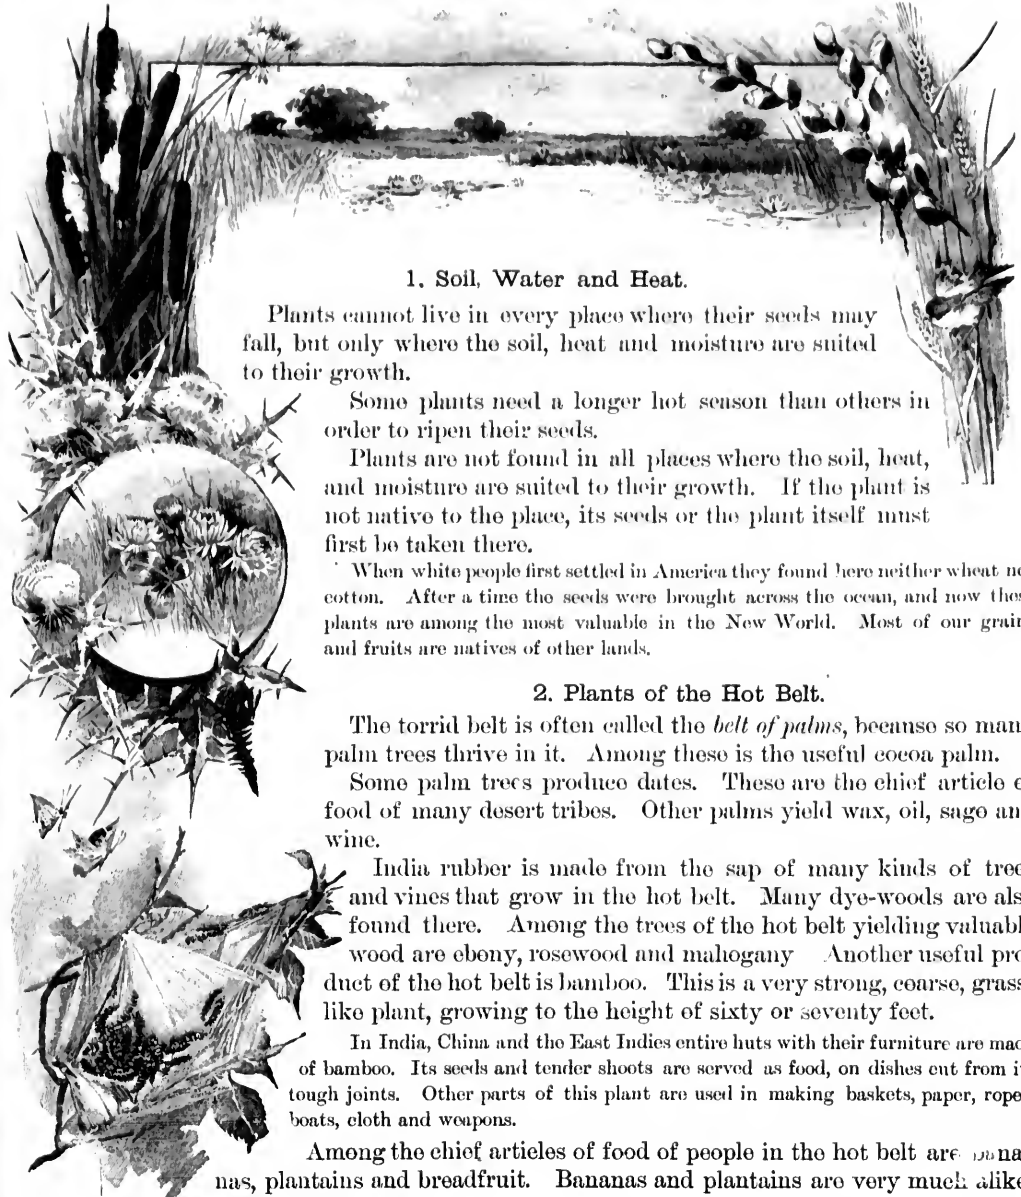 1. Soil, Water and Heat.
Plants cannot live in every place where their seeds may
fall, but only where the soil, heat and moisture are suited
to their growth.
Some plants need a longer hot season than others in
order to ripen their seeds.
Plants are not found in all places where the soil, heat,
and moisture are suited to their growth. If the plant is
not native to the place, its seeds or the plant itself must
first be taken there.
When white people first settled in America they found here neither wheat
cotton. After a time the seeds were brought across the ocean, and now
plants are among the most valuable in the New World. Most of our
and fruits are natives of other lands.
2. Plants of the Hot Belt.
The torrid belt is often called the belt of palms, because so
palm trees thrive in it. Among these is the useful cocoa palm.
Some palm trees produce dates. These are the chief article
food of many desert tribes. Other palms yield wax, oil, sago
wine.
India rubber is made from the sap of many kinds of
and vines that grow in the hot belt. Many dye-woods are
found there. Among the trees of the hot belt yielding
wood are ebony, rosewood and mahogany Another useful pro
duct of the hot belt is bamboo. This is a very strong, coarse, grass
like plant, growing to the height of sixty or seventy feet.
In India, China and the East Indies entire huts with their furniture are
of bamboo. Its seeds and tender shoots are served as food, on dishes cut from
tough joints. Other parts of this plant are used in making baskets, paper,
boats, cloth and weapons.
Among the chief articles of food of people in the hot belt are bana
nas, plantains and breadfruit. Bananas and plantains are very much alike